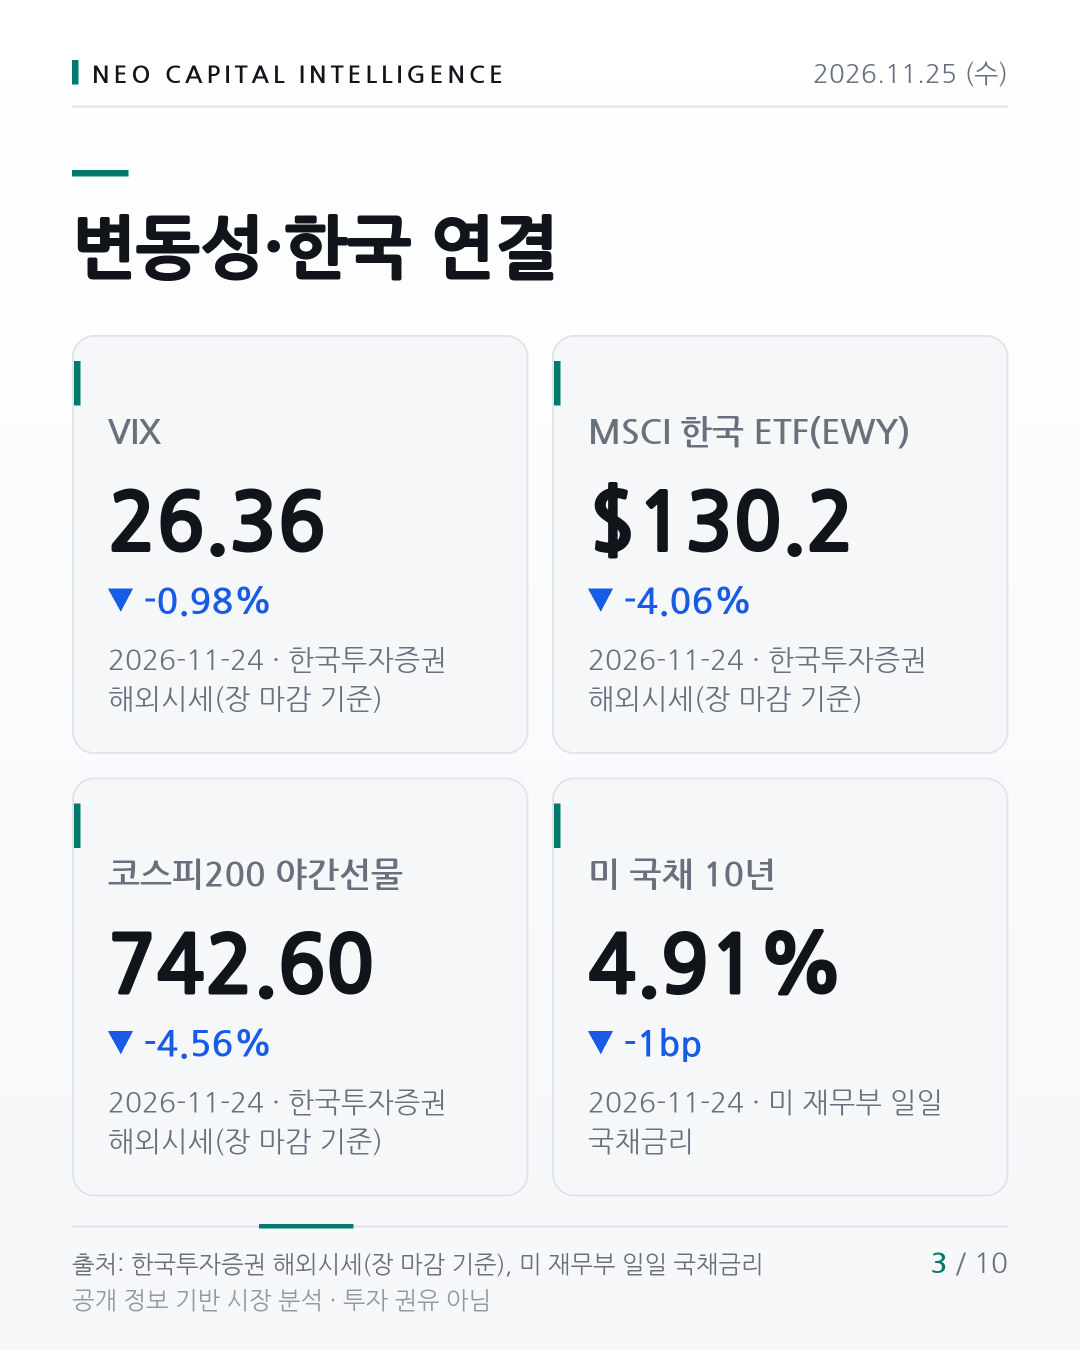 NEO CAPITAL INTELLIGENCE
2026.11.25 (수)
변동성·한국 연결
VIX
26.36
▼ -0.98%
2026-11-24 · 한국투자증권
해외시세(장 마감 기준)
MSCI 한국 ETF(EWY)
$130.2
▼ -4.06%
2026-11-24 · 한국투자증권
해외시세(장 마감 기준)
코스피200 야간선물
742.60
▼ -4.56%
2026-11-24 · 한국투자증권
해외시세(장 마감 기준)
미 국채 10년
4.91%
▼ -1bp
2026-11-24 · 미 재무부 일일
국채금리
출처: 한국투자증권 해외시세(장 마감 기준), 미 재무부 일일 국채금리
3 / 10
공개 정보 기반 시장 분석 · 투자 권유 아님